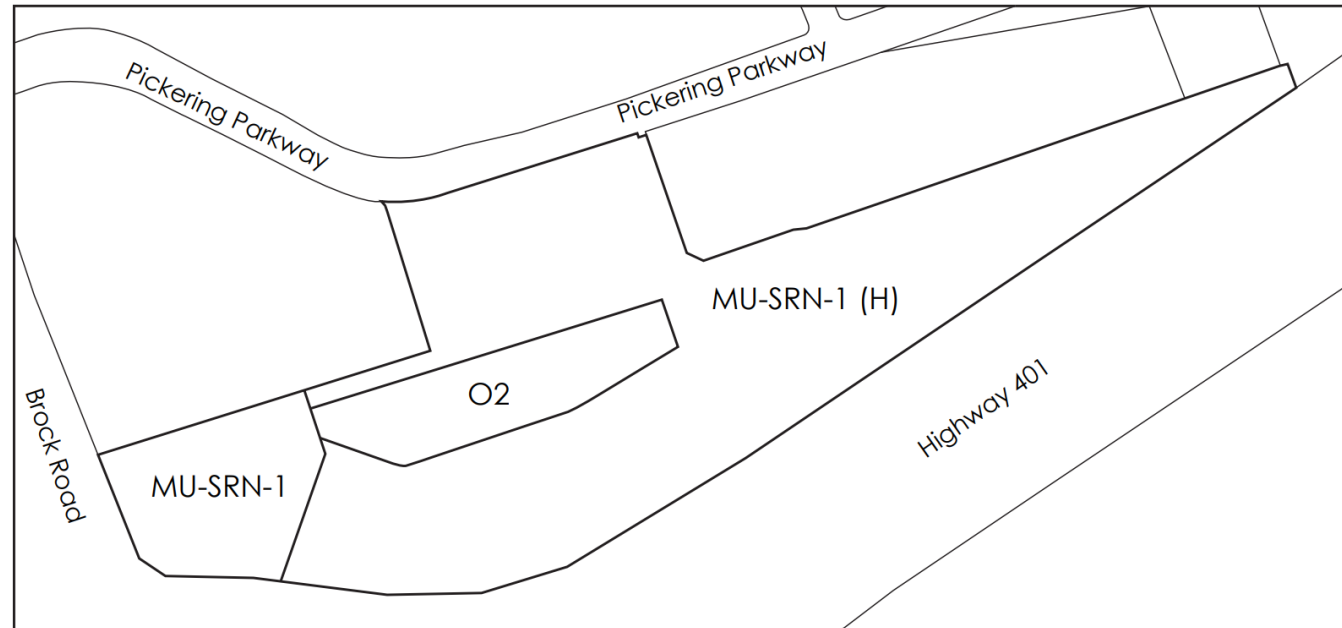 Pickering Parkway
Pickering Parkway
MU-SRN-1 (H)
O2
Highway 401
Brock Road
MU-SRN-1